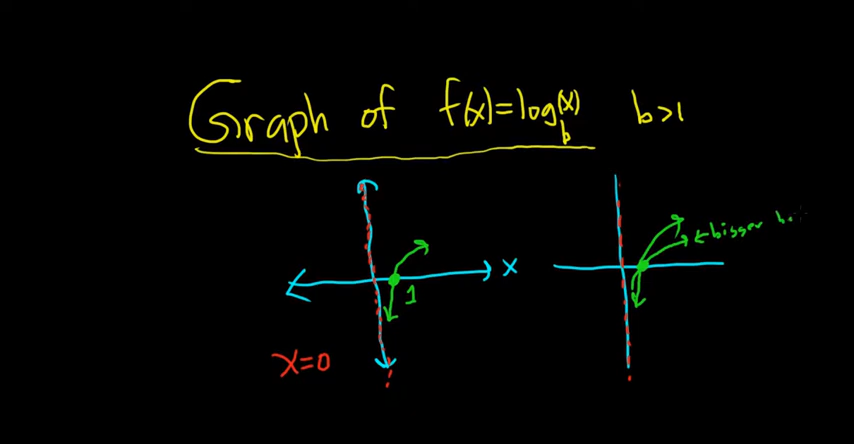 Graph of f(x)=log_b(x) b>1
x
1
←bigger b
x=0